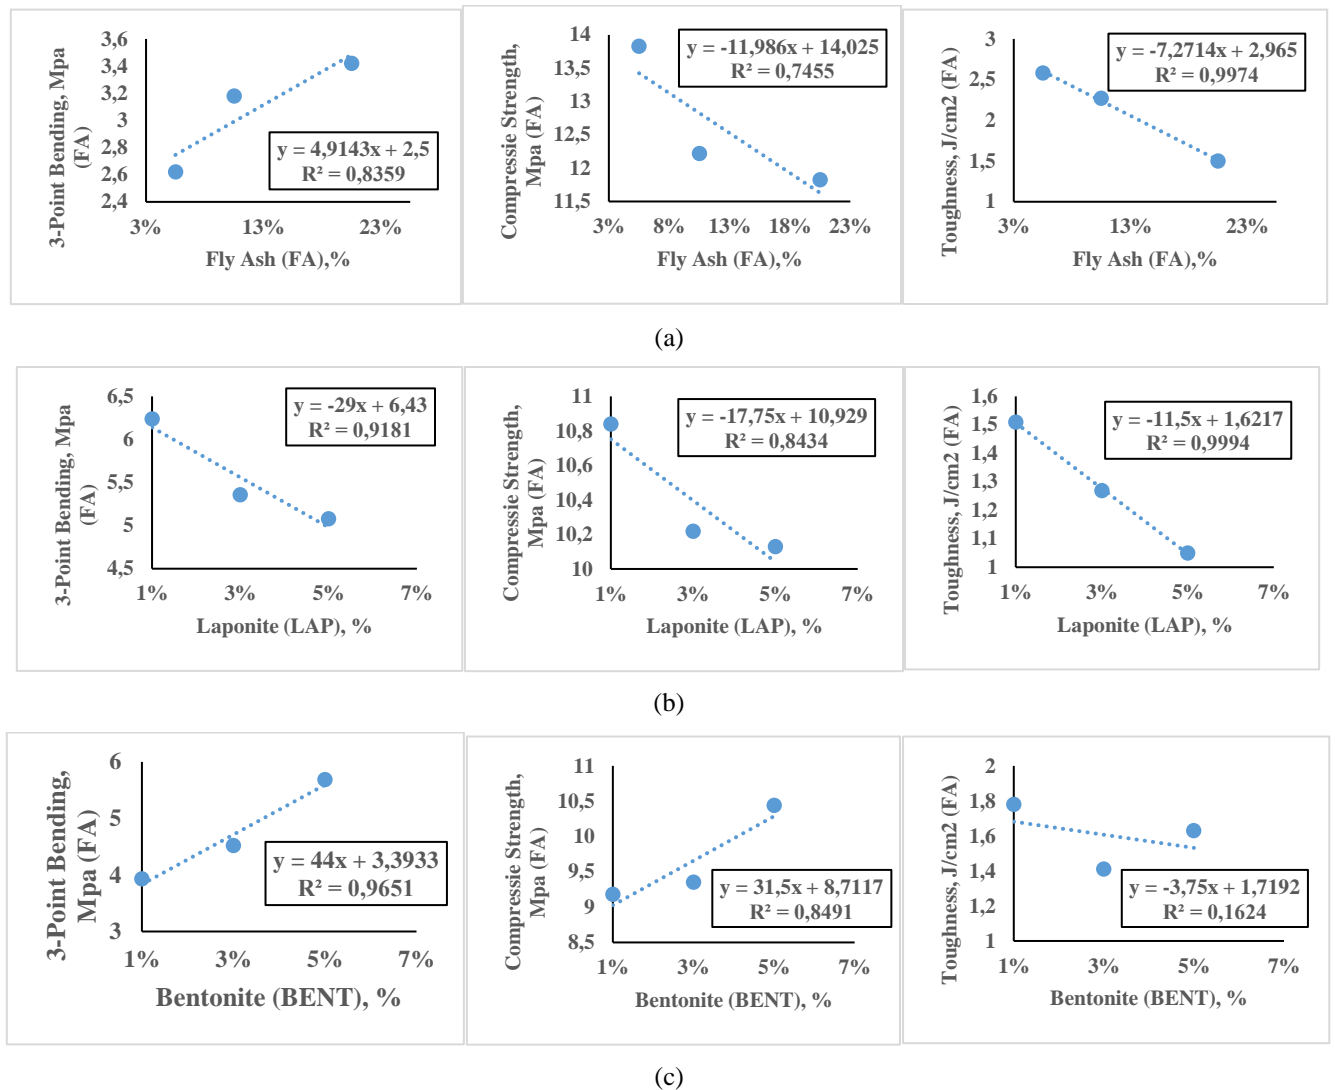 3-Point Bending, Mpa
(FA)
3,6
3,4
3,2
3
2,8
2,6
2,4
y = 4,9143x + 2,5
R² = 0,8359
3%
13%
23%
Fly Ash (FA),%
Compressie Strength,
Mpa (FA)
14
13,5
13
12,5
12
11,5
y = -11,986x + 14,025
R² = 0,7455
3%
8%
13%
18%
23%
Fly Ash (FA),%
Toughness, J/cm2 (FA)
3
2,5
2
1,5
1
y = -7,2714x + 2,965
R² = 0,9974
3%
13%
23%
Fly Ash (FA),%
(a)
3-Point Bending, Mpa
(FA)
6,5
6
5,5
5
4,5
y = -29x + 6,43
R² = 0,9181
1%
3%
5%
7%
Laponite (LAP), %
Compressie Strength,
Mpa (FA)
11
10,8
10,6
10,4
10,2
10
y = -17,75x + 10,929
R² = 0,8434
1%
3%
5%
7%
Laponite (LAP), %
Toughness, J/cm2 (FA)
1,6
1,5
1,4
1,3
1,2
1,1
1
y = -11,5x + 1,6217
R² = 0,9994
1%
3%
5%
7%
Laponite (LAP), %
(b)
3-Point Bending,
Mpa (FA)
6
5
4
3
y = 44x + 3,3933
R² = 0,9651
1%
3%
5%
7%
Bentonite (BENT), %
Compressie Strength,
Mpa (FA)
11
10,5
10
9,5
9
8,5
y = 31,5x + 8,7117
R² = 0,8491
1%
3%
5%
7%
Bentonite (BENT), %
Toughness, J/cm2 (FA)
2
1,8
1,6
1,4
1,2
1
y = -3,75x + 1,7192
R² = 0,1624
1%
3%
5%
7%
Bentonite (BENT), %
(c)